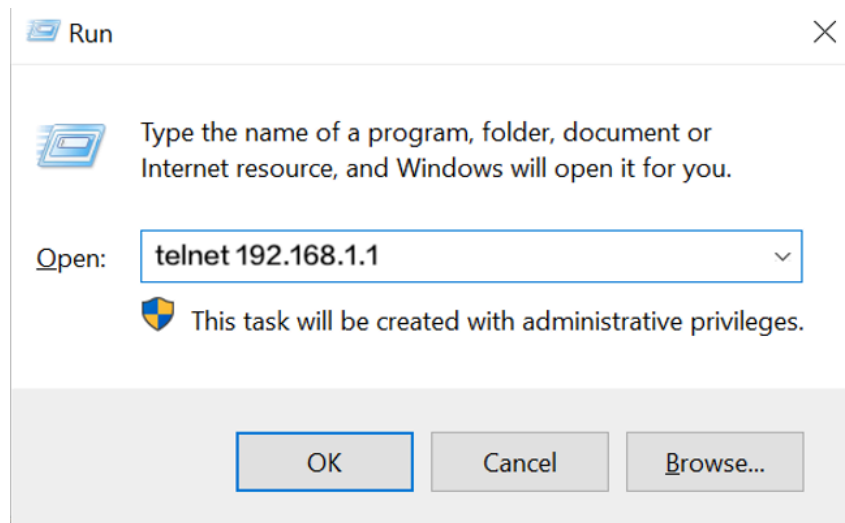 Run
Type the name of a program, folder, document or
Internet resource, and Windows will open it for you.
Open: telnet 192.168.1.1
This task will be created with administrative privileges.
OK Cancel Browse...